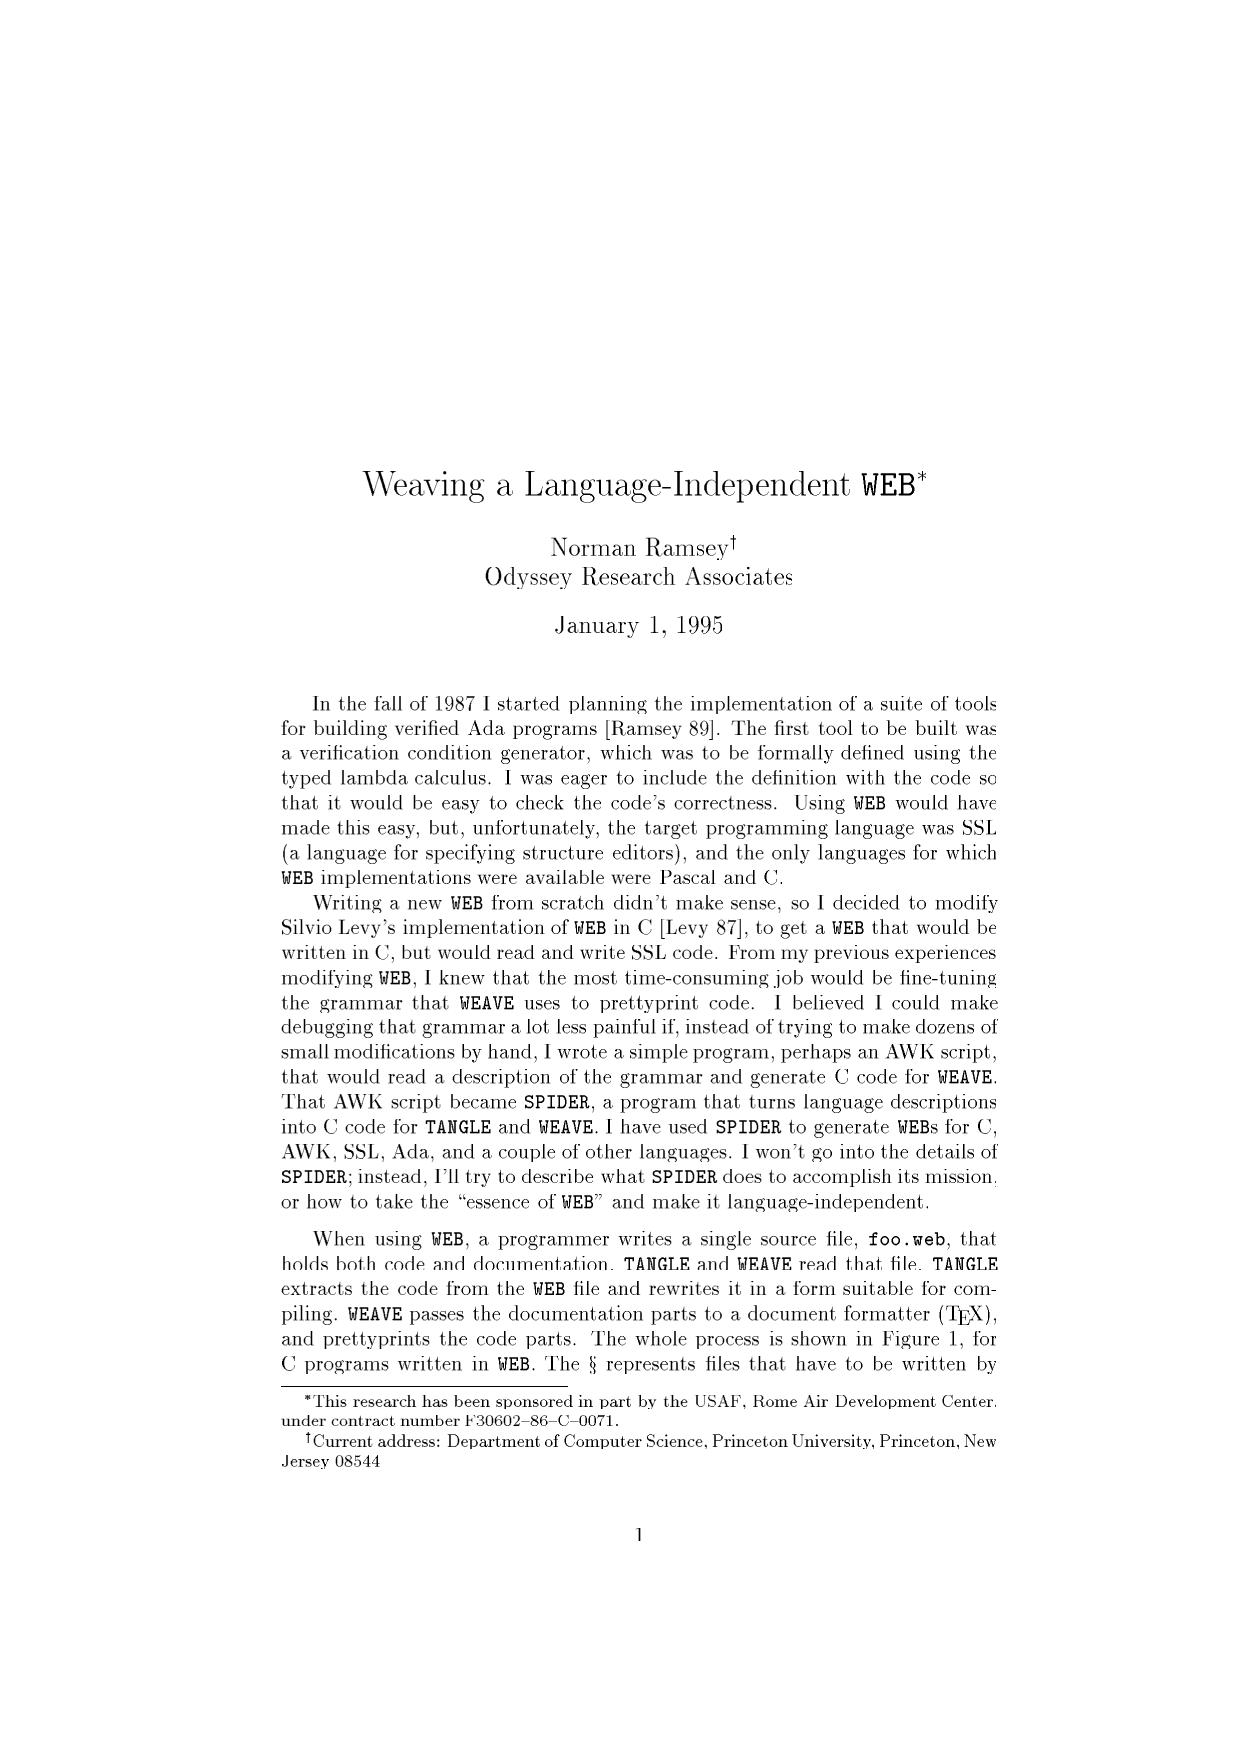 Weaving a Language-Independent WEB*
Norman Ramsey†
Odyssey Research Associates
January 1, 1995
In the fall of 1987 I started planning the implementation of a suite of tools
for building verified Ada programs [Ramsey 89]. The first tool to be built was
a verification condition generator, which was to be formally defined using the
typed lambda calculus. I was eager to include the definition with the code so
that it would be easy to check the code's correctness. Using WEB would have
made this easy, but, unfortunately, the target programming language was SSL
(a language for specifying structure editors), and the only languages for which
WEB implementations were available were Pascal and C.
Writing a new WEB from scratch didn't make sense, so I decided to modify
Silvio Levy's implementation of WEB in C [Levy 87], to get a WEB that would be
written in C, but would read and write SSL code. From my previous experiences
modifying WEB, I knew that the most time-consuming job would be fine-tuning
the grammar that WEAVE uses to prettyprint code. I believed I could make
debugging that grammar a lot less painful if, instead of trying to make dozens of
small modifications by hand, I wrote a simple program, perhaps an AWK script,
that would read a description of the grammar and generate C code for WEAVE.
That AWK script became SPIDER, a program that turns language descriptions
into C code for TANGLE and WEAVE. I have used SPIDER to generate WEBs for C,
AWK, SSL, Ada, and a couple of other languages. I won't go into the details of
SPIDER; instead, I'll try to describe what SPIDER does to accomplish its mission,
or how to take the “essence of WEB” and make it language-independent.
When using WEB, a programmer writes a single source file, foo.web, that
holds both code and documentation. TANGLE and WEAVE read that file. TANGLE
extracts the code from the WEB file and rewrites it in a form suitable for com-
piling. WEAVE passes the documentation parts to a document formatter (TEX),
and prettyprints the code parts. The whole process is shown in Figure 1, for
C programs written in WEB. The § represents files that have to be written by
*This research has been sponsored in part by the USAF, Rome Air Development Center,
under contract number F30602–86–C–0071.
†Current address: Department of Computer Science, Princeton University, Princeton, New
Jersey 08544
1